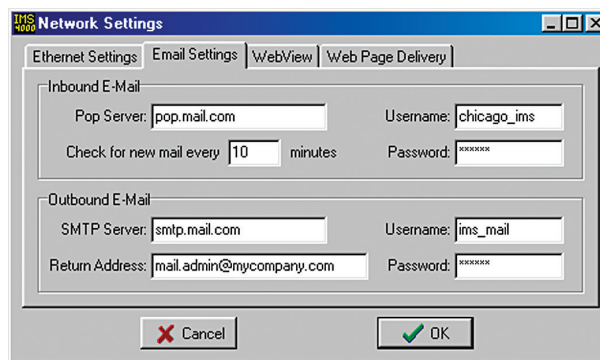 IMS 4000 Network Settings
Ethernet Settings Email Settings WebView Web Page Delivery
Inbound E-Mail
Pop Server: pop.mail.com Username: chicago_ims
Check for new mail every 10 minutes Password: ××××××
Outbound E-Mail
SMTP Server: smtp.mail.com Username: ims_mail
Return Address: mail.admin@mycompany.com Password: ××××××
Cancel OK